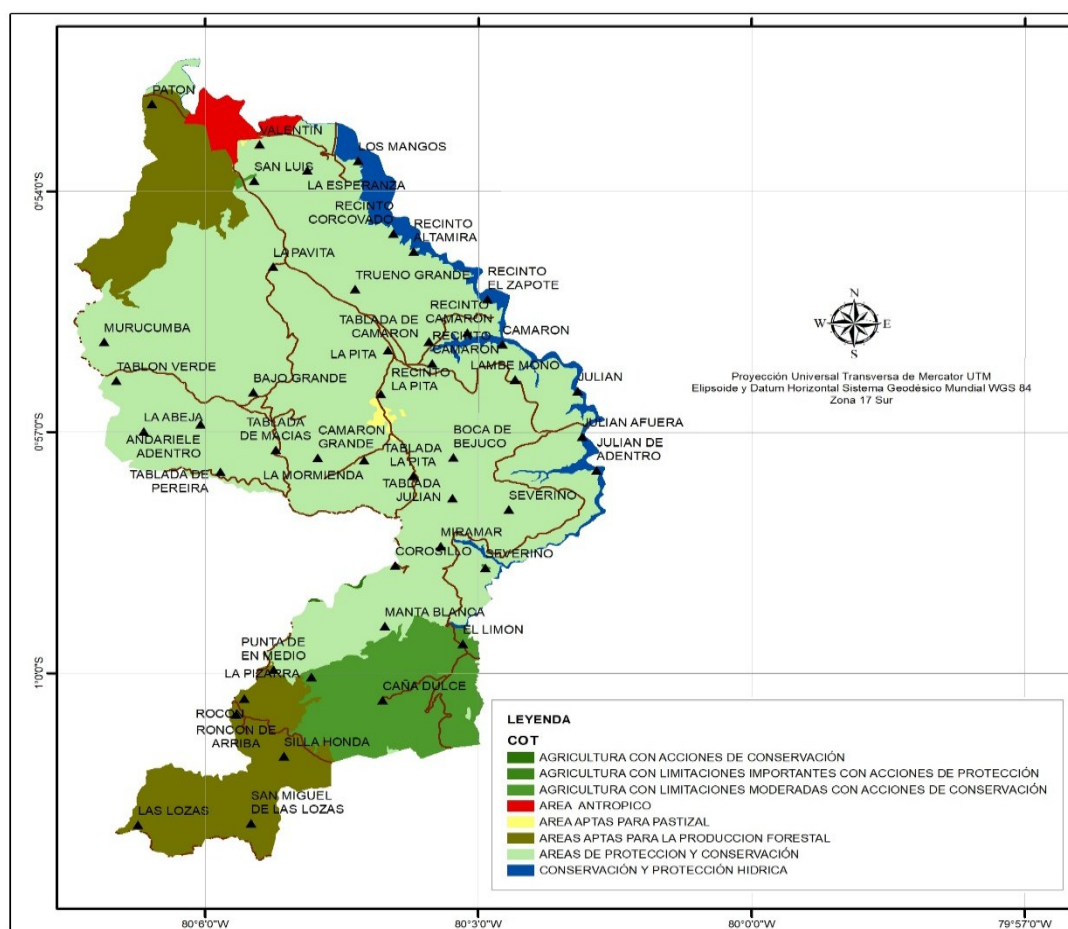 PATON
VALENTIN
LOS MANGOS
SAN LUIS
LA ESPERANZA
0°54'0"S
RECINTO
CORCOVADO
RECINTO
ALTAMIRA
LA PAVITA
TRUENO GRANDE
RECINTO
EL ZAPOTE
RECINTO
CAMARON
TABLADA DE
CAMARON
RECINTO
CAMARON
CAMARON
MURUCUMBA
LA PITA
LAMBE MONO
TABLON VERDE
BAJO GRANDE
RECINTO
LA PITA
JULIAN
LA ABEJA
TABLADA
DE MACIAS
CAMARON
GRANDE
BOCA DE
BEJUCO
JULIAN AFUERA
0°57'0"S
ANDARIELE
ADENTRO
TABLADA
LA PITA
JULIAN DE
ADENTRO
TABLADA DE
PEREIRA
LA MORMIENDA
TABLADA
JULIAN
SEVERINO
MIRAMAR
COROSILLO
SEVERINO
MANTA BLANCA
EL LIMON
PUNTA DE
EN MEDIO
LA PIZARRA
1°0'0"S
CAÑA DULCE
ROCON
RONCON DE
ARRIBA
SILLA HONDA
LAS LOZAS
SAN MIGUEL
DE LAS LOZAS
N
W
E
S
Proyección Universal Transversa de Mercator UTM
Elipsoide y Datum Horizontal Sistema Geodésico Mundial WGS 84
Zona 17 Sur
LEYENDA
COT
AGRICULTURA CON ACCIONES DE CONSERVACIÓN
AGRICULTURA CON LIMITACIONES IMPORTANTES CON ACCIONES DE PROTECCIÓN
AGRICULTURA CON LIMITACIONES MODERADAS CON ACCIONES DE CONSERVACIÓN
AREA ANTROPICO
AREA APTAS PARA PASTIZAL
AREAS APTAS PARA LA PRODUCCION FORESTAL
AREAS DE PROTECCION Y CONSERVACIÓN
CONSERVACIÓN Y PROTECCIÓN HIDRICA
80°6'0"W
80°3'0"W
80°0'0"W
79°57'0"W